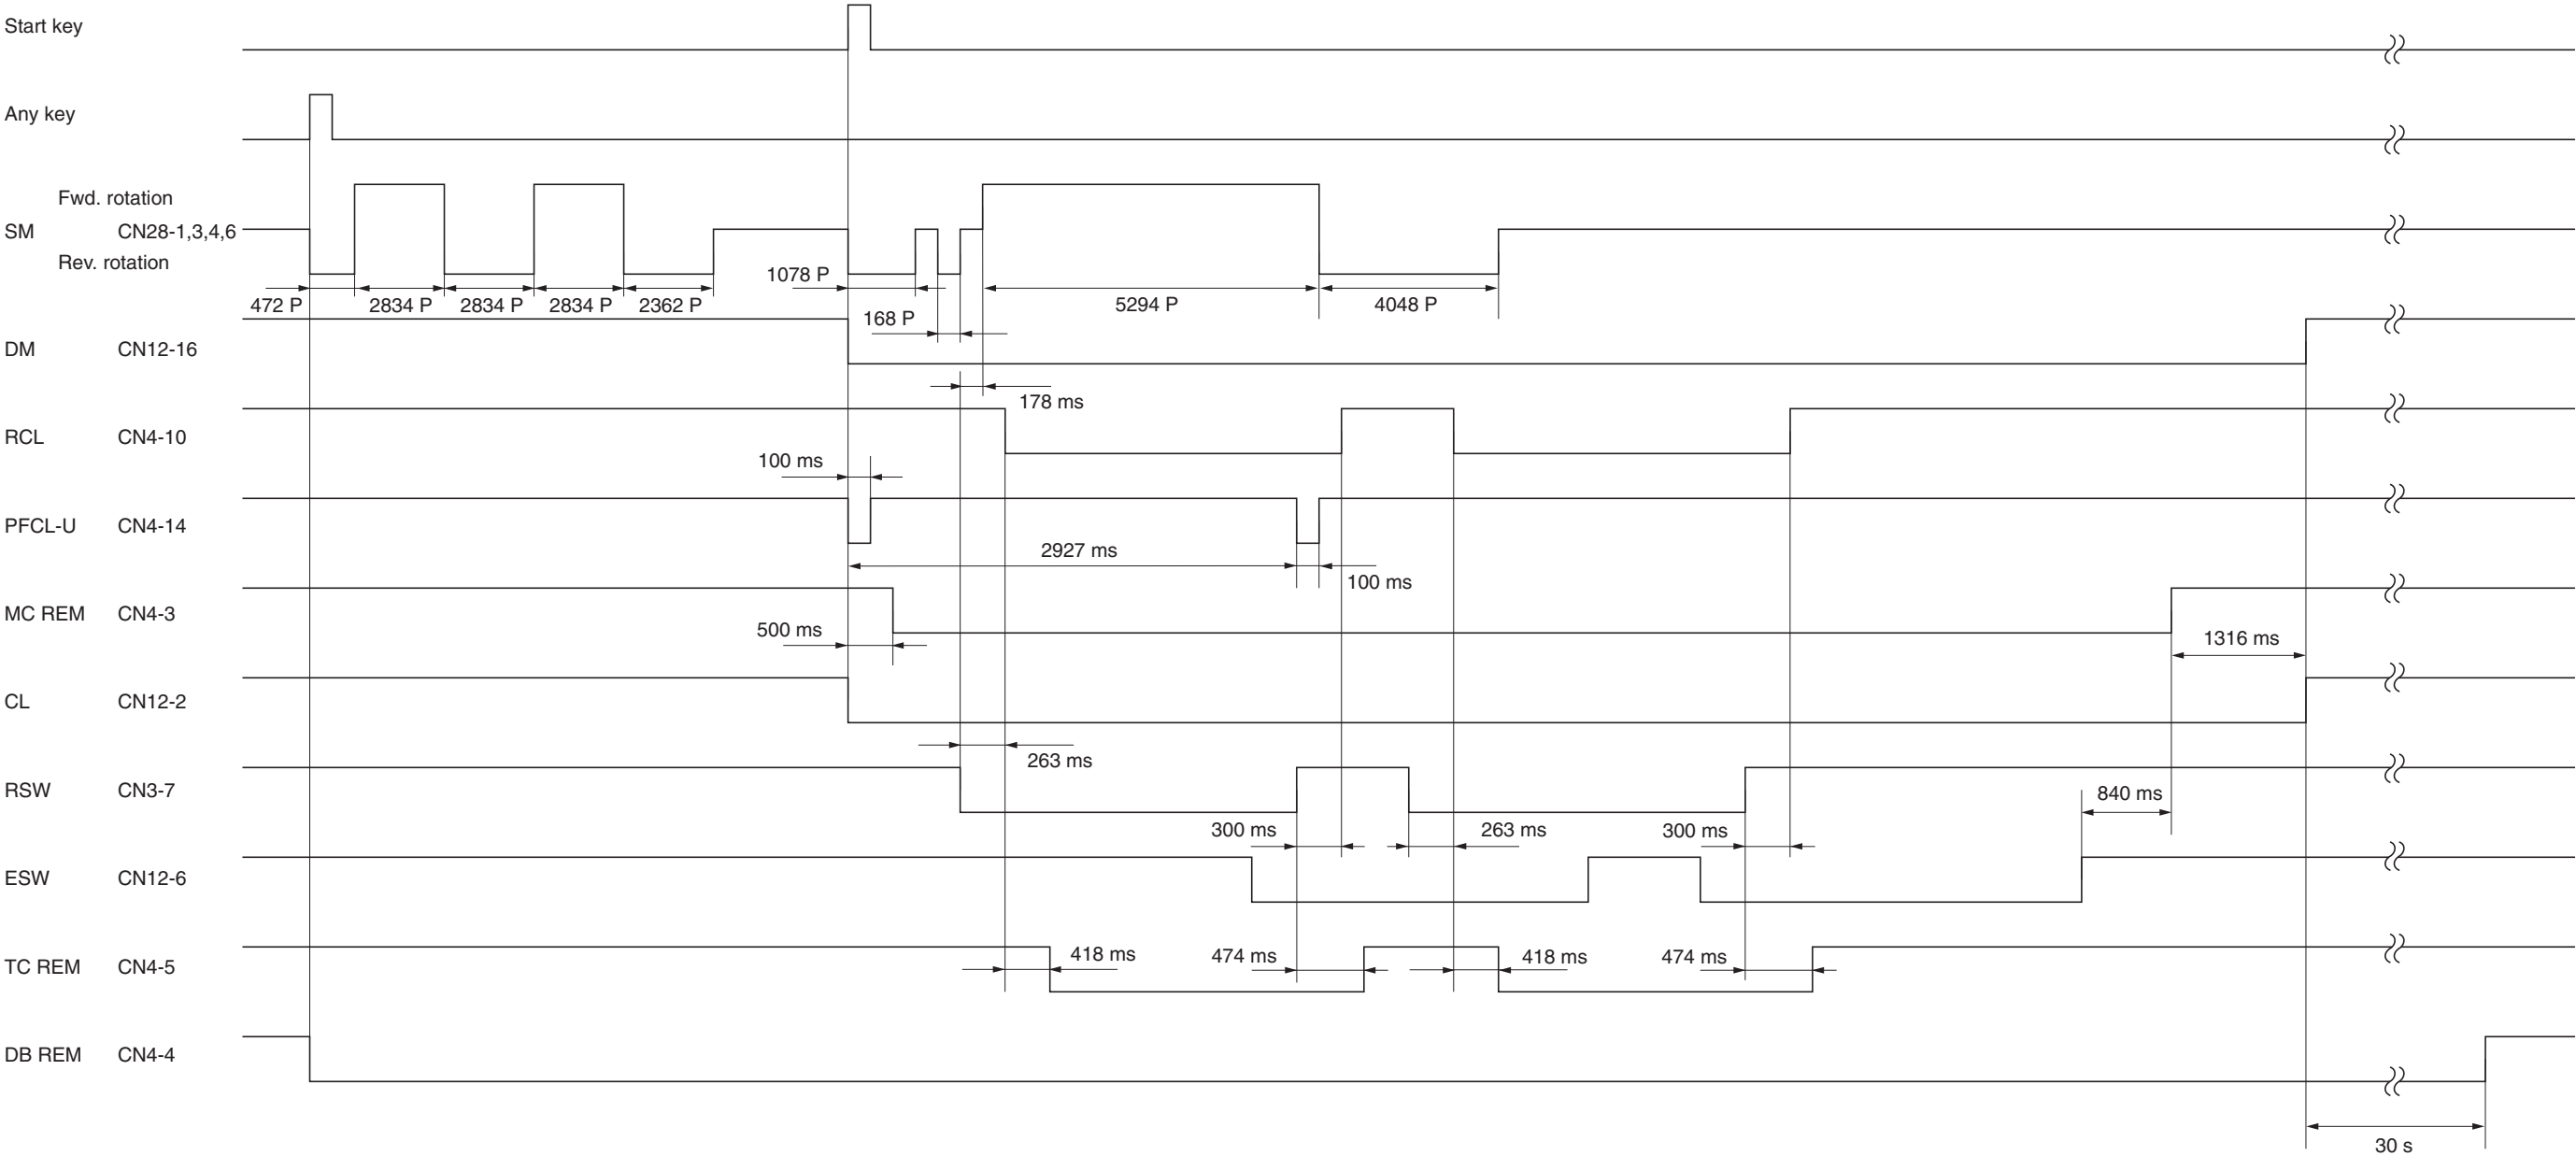 Start key
Any key
Fwd. rotation
SM CN28-1,3,4,6
Rev. rotation
1078 P
472 P 2834 P 2834 P 2834 P 2362 P 5294 P 4048 P
168 P
DM CN12-16
178 ms
RCL CN4-10
100 ms
PFCL-U CN4-14
2927 ms
100 ms
MC REM CN4-3
500 ms
1316 ms
CL CN12-2
263 ms
RSW CN3-7
840 ms
300 ms 263 ms 300 ms
ESW CN12-6
418 ms 474 ms 418 ms 474 ms
TC REM CN4-5
DB REM CN4-4
30 s